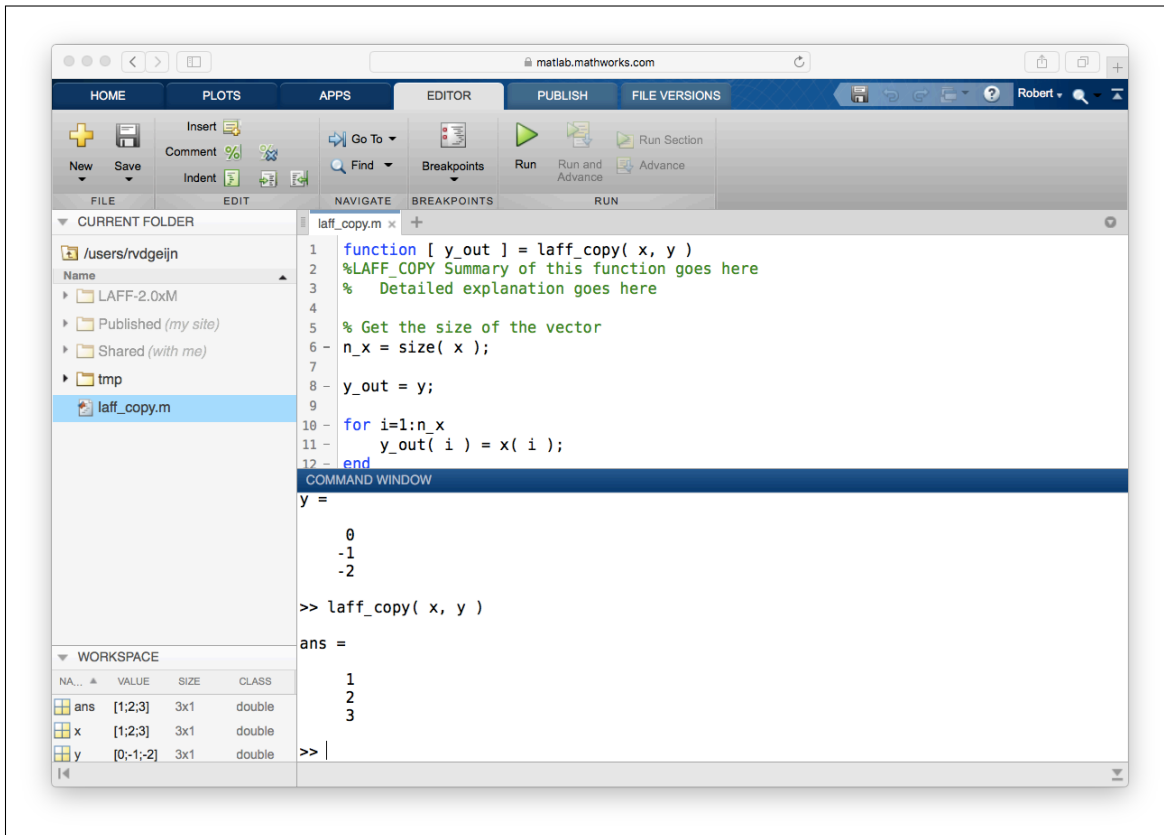 matlab.mathworks.com
HOME PLOTS APPS EDITOR PUBLISH FILE VERSIONS Robert
New Save Insert Comment Indent
FILE EDIT
Go To Find
NAVIGATE
Breakpoints
BREAKPOINTS
Run Run and Advance Run Section Advance
RUN
CURRENT FOLDER
/users/rvdgeijn
Name
LAFF-2.0xM
Published (my site)
Shared (with me)
tmp
laff_copy.m
laff_copy.m × +
1 function [ y_out ] = laff_copy( x, y )
2 %LAFF_COPY Summary of this function goes here
3 %   Detailed explanation goes here
4
5 % Get the size of the vector
6 – n_x = size( x );
7
8 – y_out = y;
9
10 – for i=1:n_x
11 –     y_out( i ) = x( i );
12 – end
COMMAND WINDOW
y =
0
-1
-2
>> laff_copy( x, y )
ans =
1
2
3
>>
WORKSPACE
NA... VALUE SIZE CLASS
ans [1;2;3] 3x1 double
x [1;2;3] 3x1 double
y [0;-1;-2] 3x1 double